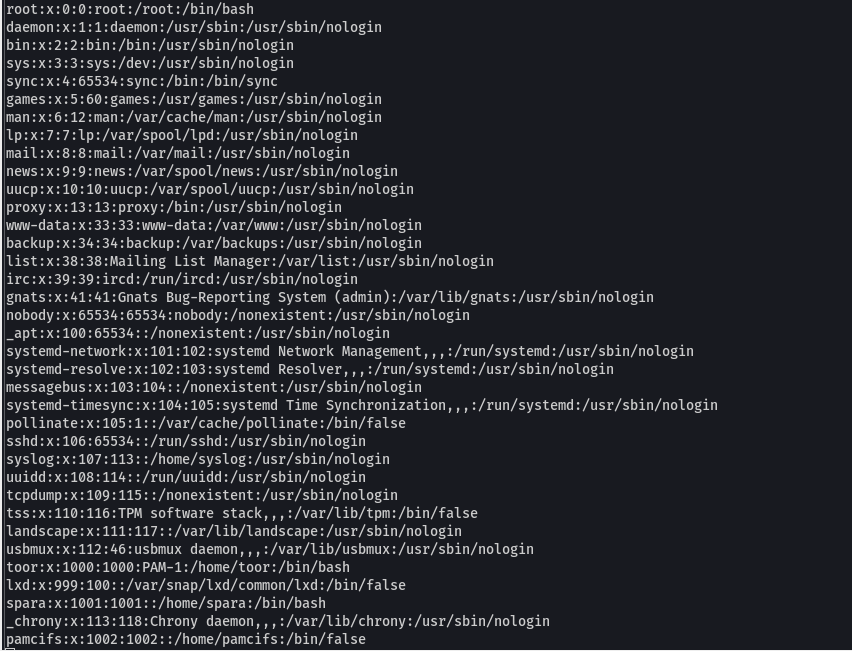 root:x:0:0:root:/root:/bin/bash
daemon:x:1:1:daemon:/usr/sbin:/usr/sbin/nologin
bin:x:2:2:bin:/bin:/usr/sbin/nologin
sys:x:3:3:sys:/dev:/usr/sbin/nologin
sync:x:4:65534:sync:/bin:/bin/sync
games:x:5:60:games:/usr/games:/usr/sbin/nologin
man:x:6:12:man:/var/cache/man:/usr/sbin/nologin
lp:x:7:7:lp:/var/spool/lpd:/usr/sbin/nologin
mail:x:8:8:mail:/var/mail:/usr/sbin/nologin
news:x:9:9:news:/var/spool/news:/usr/sbin/nologin
uucp:x:10:10:uucp:/var/spool/uucp:/usr/sbin/nologin
proxy:x:13:13:proxy:/bin:/usr/sbin/nologin
www-data:x:33:33:www-data:/var/www:/usr/sbin/nologin
backup:x:34:34:backup:/var/backups:/usr/sbin/nologin
list:x:38:38:Mailing List Manager:/var/list:/usr/sbin/nologin
irc:x:39:39:ircd:/run/ircd:/usr/sbin/nologin
gnats:x:41:41:Gnats Bug-Reporting System (admin):/var/lib/gnats:/usr/sbin/nologin
nobody:x:65534:65534:nobody:/nonexistent:/usr/sbin/nologin
_apt:x:100:65534::/nonexistent:/usr/sbin/nologin
systemd-network:x:101:102:systemd Network Management,,,:/run/systemd:/usr/sbin/nologin
systemd-resolve:x:102:103:systemd Resolver,,,:/run/systemd:/usr/sbin/nologin
messagebus:x:103:104::/nonexistent:/usr/sbin/nologin
systemd-timesync:x:104:105:systemd Time Synchronization,,,:/run/systemd:/usr/sbin/nologin
pollinate:x:105:1::/var/cache/pollinate:/bin/false
sshd:x:106:65534::/run/sshd:/usr/sbin/nologin
syslog:x:107:113::/home/syslog:/usr/sbin/nologin
uuidd:x:108:114::/run/uuidd:/usr/sbin/nologin
tcpdump:x:109:115::/nonexistent:/usr/sbin/nologin
tss:x:110:116:TPM software stack,,,:/var/lib/tpm:/bin/false
landscape:x:111:117::/var/lib/landscape:/usr/sbin/nologin
usbmux:x:112:46:usbmux daemon,,,:/var/lib/usbmux:/usr/sbin/nologin
toor:x:1000:1000:PAM-1:/home/toor:/bin/bash
lxd:x:999:100::/var/snap/lxd/common/lxd:/bin/false
spara:x:1001:1001::/home/spara:/bin/bash
_chrony:x:113:118:Chrony daemon,,,:/var/lib/chrony:/usr/sbin/nologin
pamcifs:x:1002:1002::/home/pamcifs:/bin/false